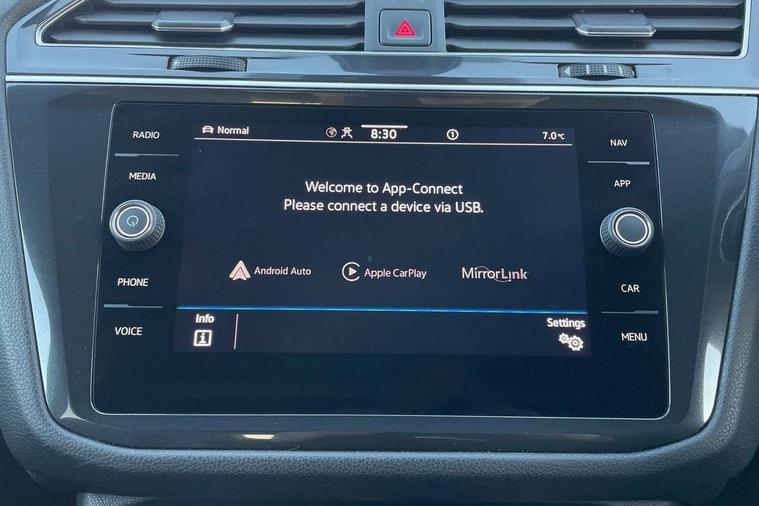 RADIO
MEDIA
PHONE
VOICE
Normal
8:30
1
7.0°C
Welcome to App-Connect
Please connect a device via USB.
Android Auto
Apple CarPlay
MirrorLink
Info
Settings
NAV
APP
CAR
MENU